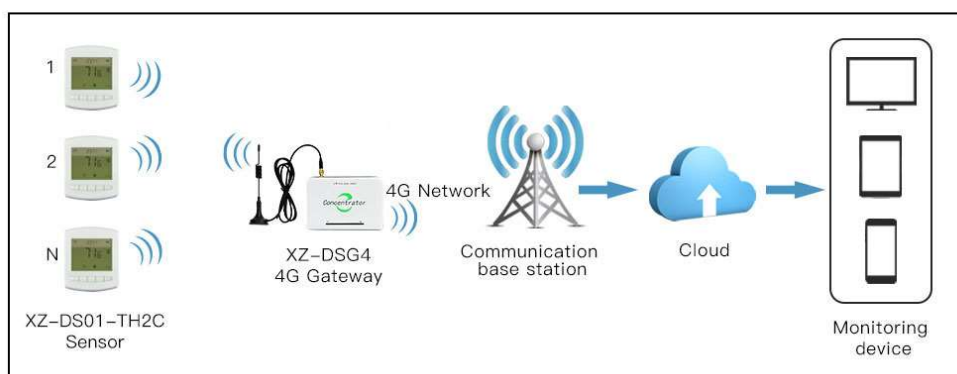 1
2
N
XZ-DS01-TH2C
Sensor
Concentrator
XZ-DSG4
4G Gateway
4G Network
Communication
base station
Cloud
Monitoring
device